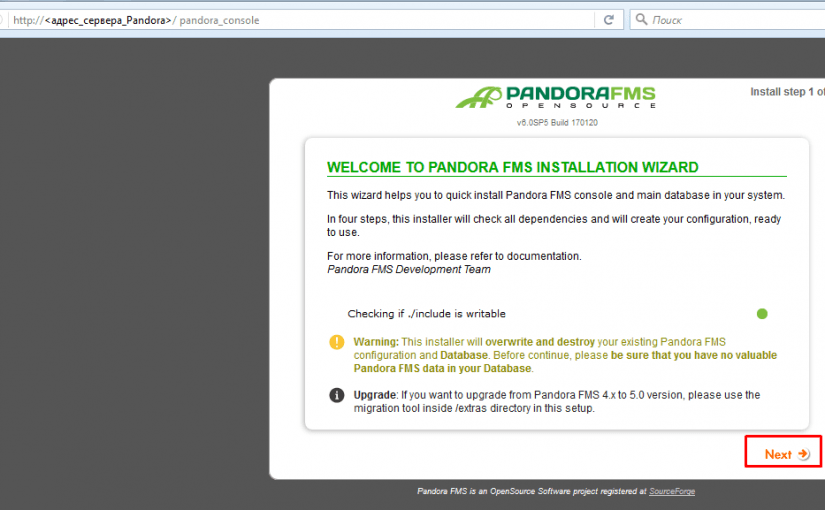 http://<адрес_сервера_Pandora>/ pandora_console
Поиск
PANDORAFMS
OPENSOURCE
Install step 1 of
v6.0SP5 Build 170120
WELCOME TO PANDORA FMS INSTALLATION WIZARD
This wizard helps you to quick install Pandora FMS console and main database in your system.
In four steps, this installer will check all dependencies and will create your configuration, ready
to use.
For more information, please refer to documentation.
Pandora FMS Development Team
Checking if ./include is writable
Warning: This installer will overwrite and destroy your existing Pandora FMS
configuration and Database. Before continue, please be sure that you have no valuable
Pandora FMS data in your Database.
Upgrade: If you want to upgrade from Pandora FMS 4.x to 5.0 version, please use the
migration tool inside /extras directory in this setup.
Next
Pandora FMS is an OpenSource Software project registered at SourceForge